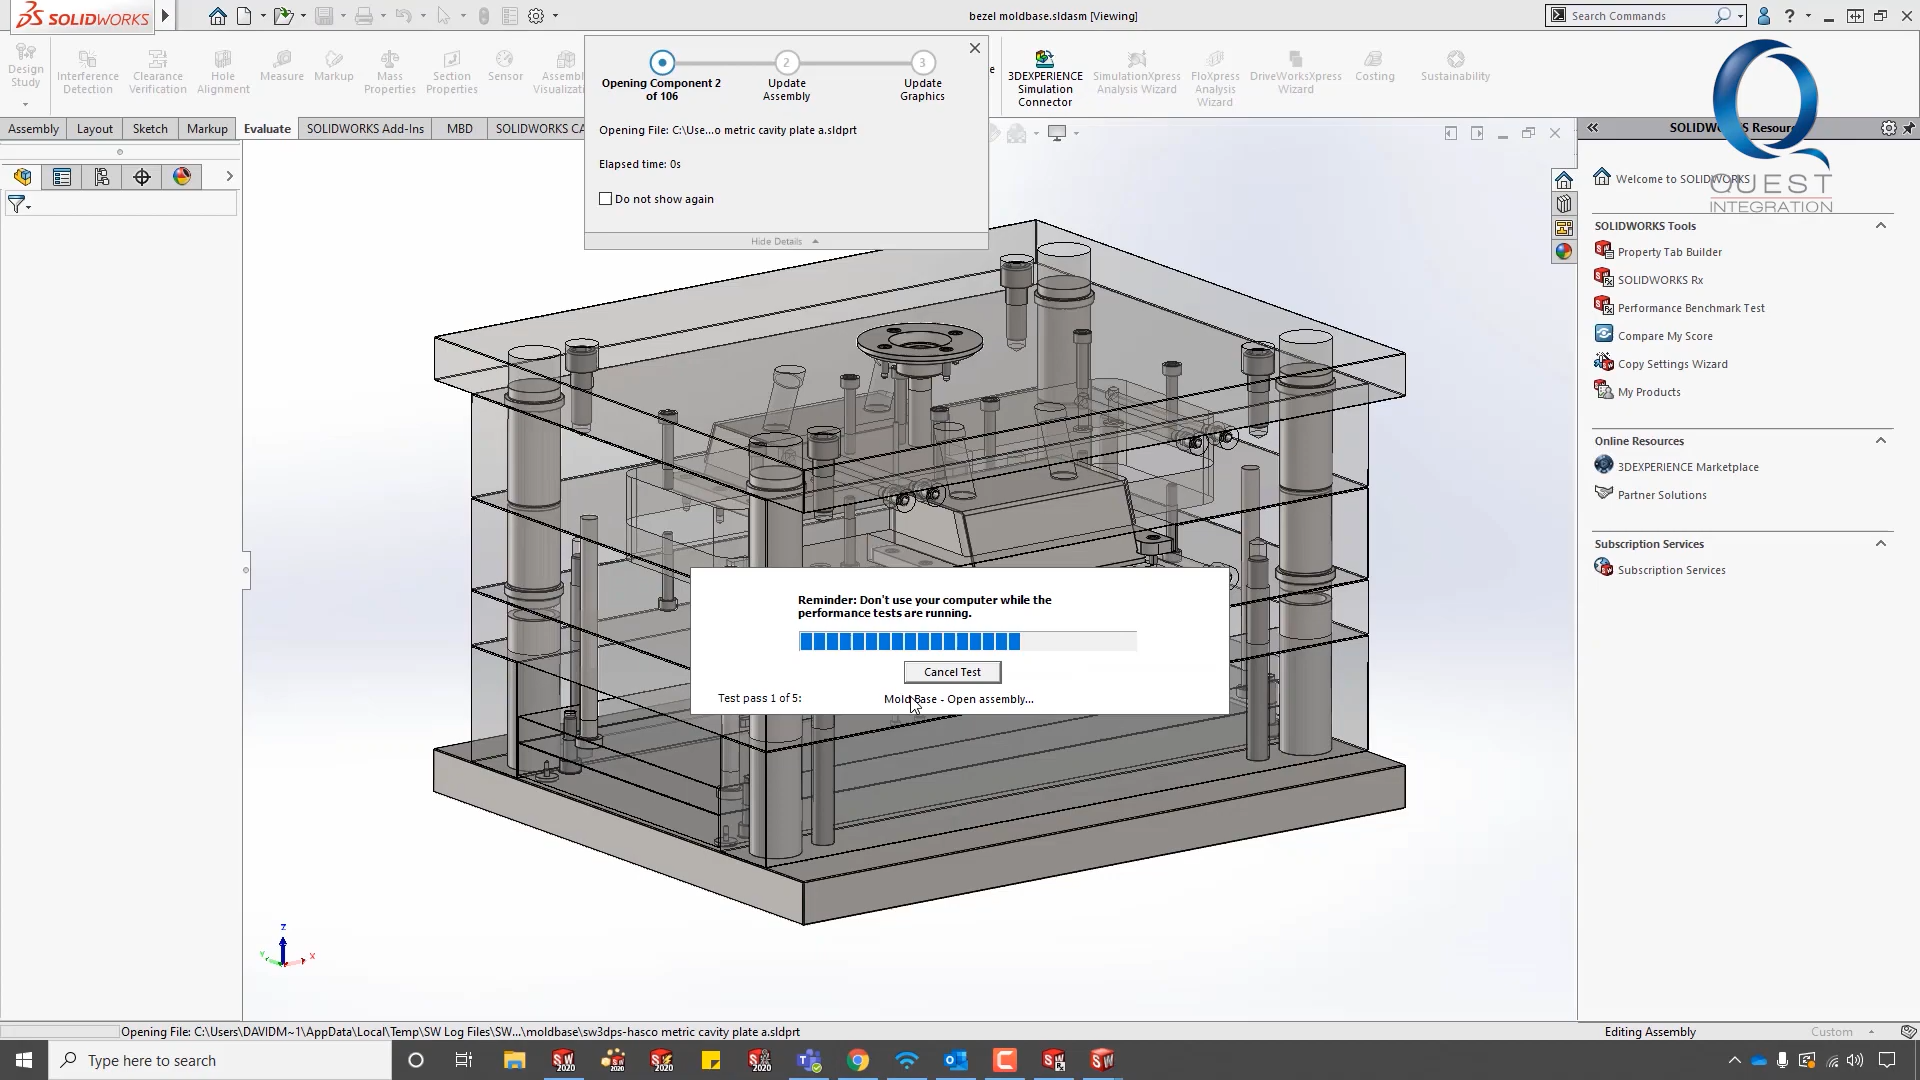 SOLIDWORKS
bezel moldbase.sldasm [Viewing]
Search Commands
?
Design
Study
Interference
Detection
Clearance
Verification
Hole
Alignment
Measure
Markup
Mass
Properties
Section
Properties
Sensor
Assembl
Visualizati
e
3DEXPERIENCE
Simulation
Connector
SimulationXpress
Analysis Wizard
FloXpress
Analysis
Wizard
DriveWorksXpress
Wizard
Costing
Sustainability
2
3
Opening Component 2
of 106
Update
Assembly
Update
Graphics
Opening File: C:\Use...o metric cavity plate a.sldprt
Elapsed time: 0s
Do not show again
Hide Details
Assembly
Layout
Sketch
Markup
Evaluate
SOLIDWORKS Add-Ins
MBD
SOLIDWORKS CA
SOLIDWORKS Resour
QUEST
INTEGRATION
Welcome to SOLIDWORKS
SOLIDWORKS Tools
Property Tab Builder
SOLIDWORKS Rx
Performance Benchmark Test
Compare My Score
Copy Settings Wizard
My Products
Online Resources
3DEXPERIENCE Marketplace
Partner Solutions
Subscription Services
Subscription Services
Reminder: Don't use your computer while the
performance tests are running.
Cancel Test
Test pass 1 of 5:
Mold Base - Open assembly...
Z
Y
X
Opening File: C:\Users\DAVIDM~1\AppData\Local\Temp\SW Log Files\SW...\moldbase\sw3dps-hasco metric cavity plate a.sldprt
Editing Assembly
Custom
Type here to search